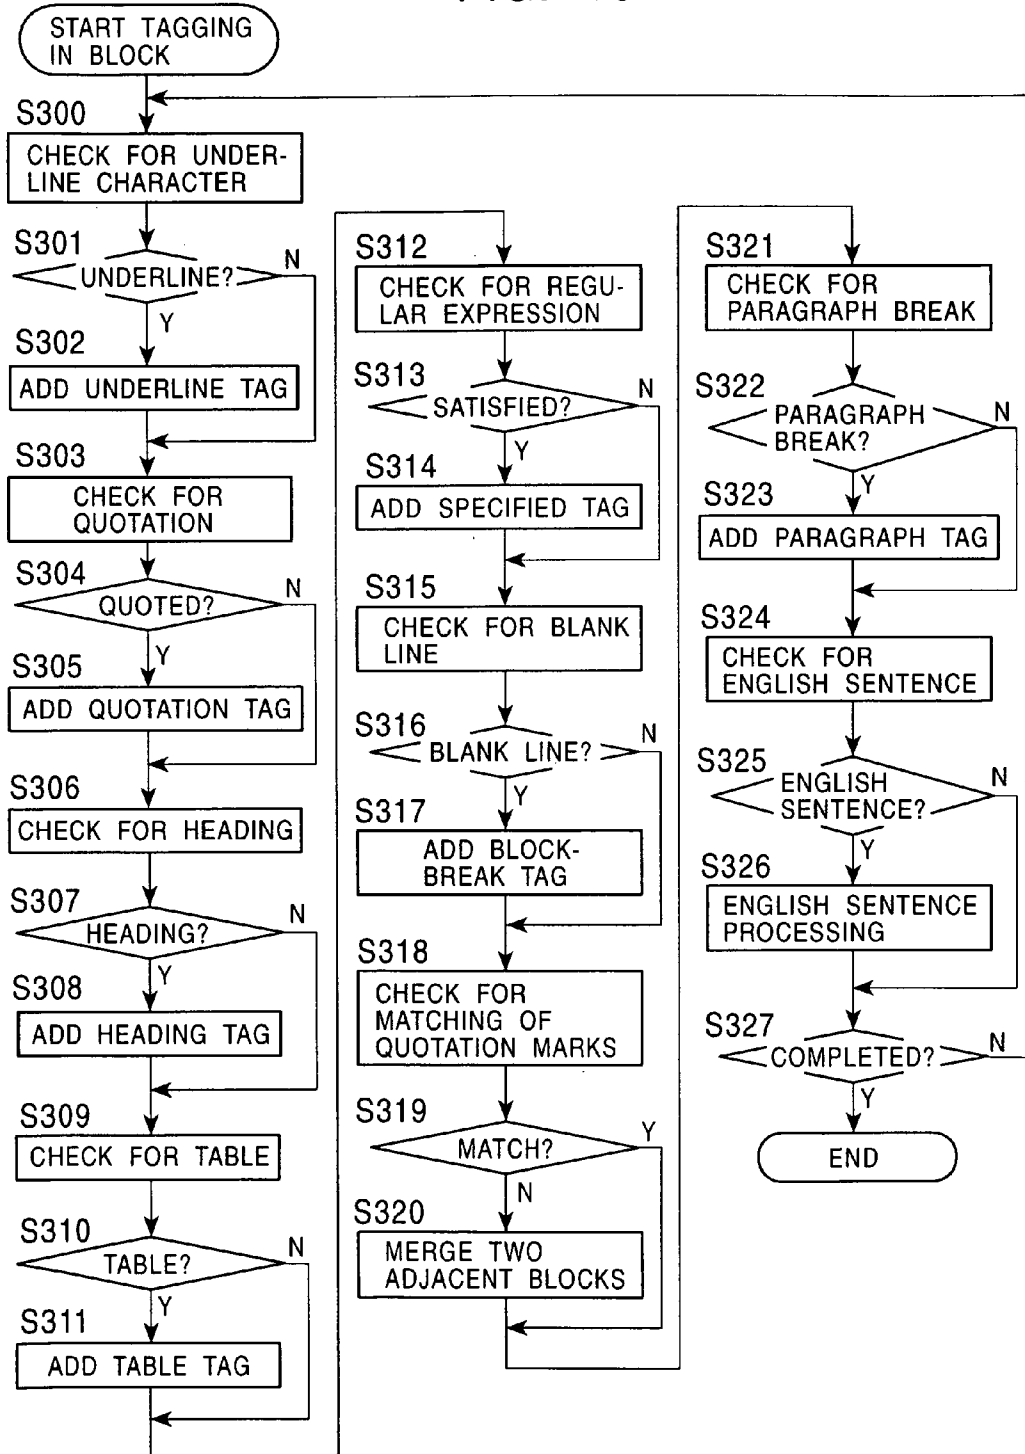 START TAGGING
IN BLOCK
S300
CHECK FOR UNDER-
LINE CHARACTER
S301
UNDERLINE?
N
Y
S302
ADD UNDERLINE TAG
S303
CHECK FOR
QUOTATION
S304
QUOTED?
N
Y
S305
ADD QUOTATION TAG
S306
CHECK FOR HEADING
S307
HEADING?
N
Y
S308
ADD HEADING TAG
S309
CHECK FOR TABLE
S310
TABLE?
N
Y
S311
ADD TABLE TAG
S312
CHECK FOR REGU-
LAR EXPRESSION
S313
SATISFIED?
N
Y
S314
ADD SPECIFIED TAG
S315
CHECK FOR BLANK
LINE
S316
BLANK LINE?
N
Y
S317
ADD BLOCK-
BREAK TAG
S318
CHECK FOR
MATCHING OF
QUOTATION MARKS
S319
MATCH?
Y
N
S320
MERGE TWO
ADJACENT BLOCKS
S321
CHECK FOR
PARAGRAPH BREAK
S322
PARAGRAPH
BREAK?
N
Y
S323
ADD PARAGRAPH TAG
S324
CHECK FOR
ENGLISH SENTENCE
S325
ENGLISH
SENTENCE?
N
Y
S326
ENGLISH SENTENCE
PROCESSING
S327
COMPLETED?
N
Y
END